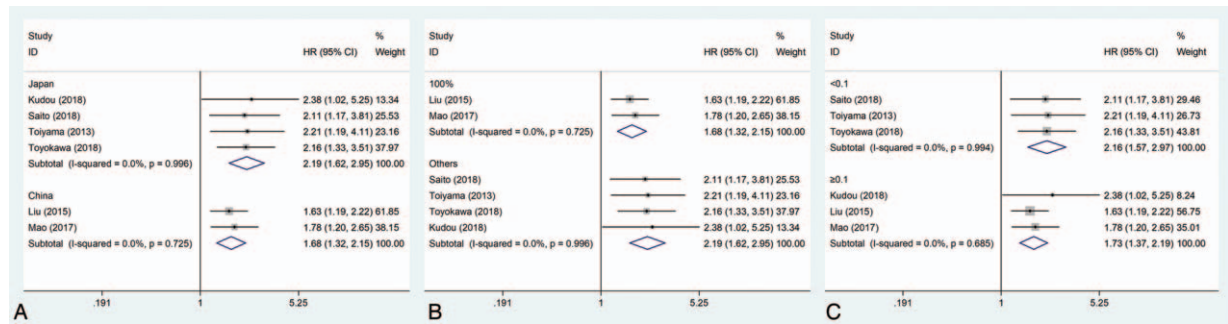 Study %
ID HR (95% CI) Weight
Japan
Kudou (2018) 2.38 (1.02, 5.25) 13.34
Saito (2018) 2.11 (1.17, 3.81) 25.53
Toiyama (2013) 2.21 (1.19, 4.11) 23.16
Toyokawa (2018) 2.16 (1.33, 3.51) 37.97
Subtotal (I-squared = 0.0%, p = 0.996) 2.19 (1.62, 2.95) 100.00
China
Liu (2015) 1.63 (1.19, 2.22) 61.85
Mao (2017) 1.78 (1.20, 2.65) 38.15
Subtotal (I-squared = 0.0%, p = 0.725) 1.68 (1.32, 2.15) 100.00
.191 1 5.25
A
Study %
ID HR (95% CI) Weight
100%
Liu (2015) 1.63 (1.19, 2.22) 61.85
Mao (2017) 1.78 (1.20, 2.65) 38.15
Subtotal (I-squared = 0.0%, p = 0.725) 1.68 (1.32, 2.15) 100.00
Others
Saito (2018) 2.11 (1.17, 3.81) 25.53
Toiyama (2013) 2.21 (1.19, 4.11) 23.16
Toyokawa (2018) 2.16 (1.33, 3.51) 37.97
Kudou (2018) 2.38 (1.02, 5.25) 13.34
Subtotal (I-squared = 0.0%, p = 0.996) 2.19 (1.62, 2.95) 100.00
.191 1 5.25
B
Study %
ID HR (95% CI) Weight
<0.1
Saito (2018) 2.11 (1.17, 3.81) 29.46
Toiyama (2013) 2.21 (1.19, 4.11) 26.73
Toyokawa (2018) 2.16 (1.33, 3.51) 43.81
Subtotal (I-squared = 0.0%, p = 0.994) 2.16 (1.57, 2.97) 100.00
≥0.1
Kudou (2018) 2.38 (1.02, 5.25) 8.24
Liu (2015) 1.63 (1.19, 2.22) 56.75
Mao (2017) 1.78 (1.20, 2.65) 35.01
Subtotal (I-squared = 0.0%, p = 0.685) 1.73 (1.37, 2.19) 100.00
.191 1 5.25
C